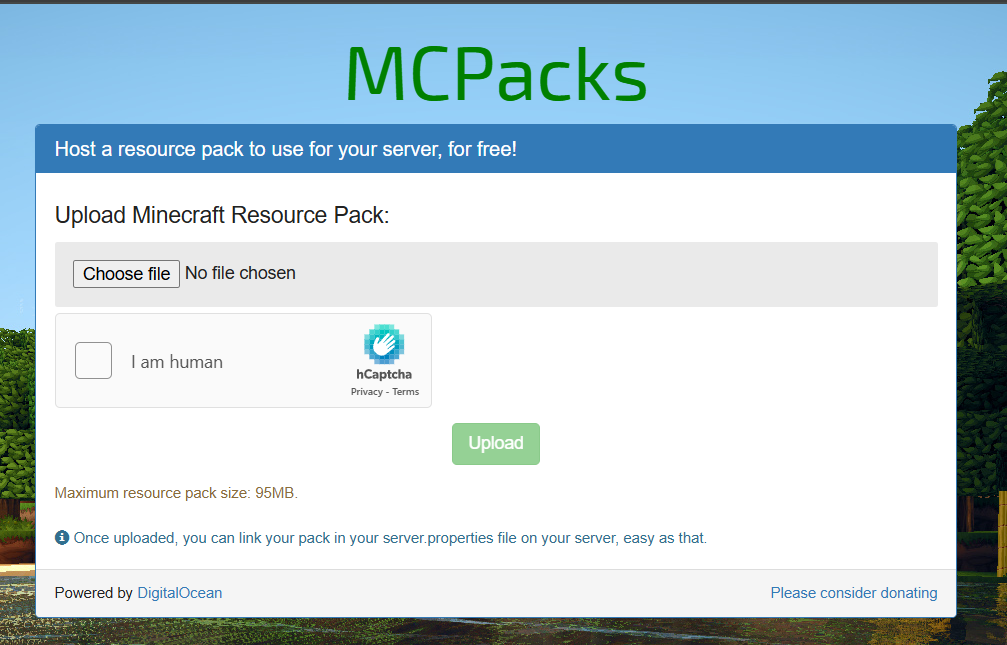 MCPacks
Host a resource pack to use for your server, for free!
Upload Minecraft Resource Pack:
Choose file No file chosen
I am human
hCaptcha
Privacy - Terms
Upload
Maximum resource pack size: 95MB.
Once uploaded, you can link your pack in your server.properties file on your server, easy as that.
Powered by DigitalOcean
Please consider donating